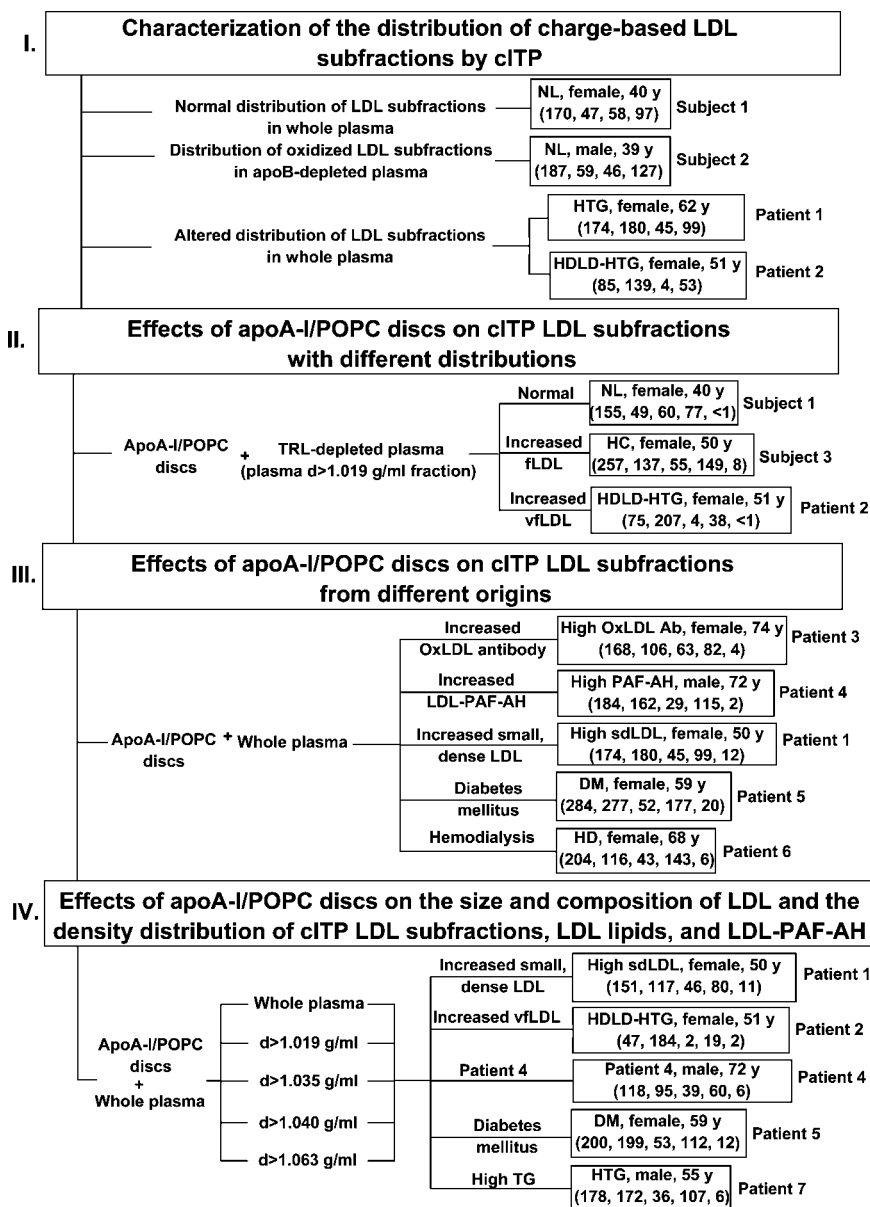 I.
Characterization of the distribution of charge-based LDL
subfractions by cITP
Normal distribution of LDL subfractions
in whole plasma
NL, female, 40 y
(170, 47, 58, 97)
Subject 1
Distribution of oxidized LDL subfractions
in apoB-depleted plasma
NL, male, 39 y
(187, 59, 46, 127)
Subject 2
Altered distribution of LDL subfractions
in whole plasma
HTG, female, 62 y
(174, 180, 45, 99)
Patient 1
HDLD-HTG, female, 51 y
(85, 139, 4, 53)
Patient 2
II.
Effects of apoA-I/POPC discs on cITP LDL subfractions
with different distributions
ApoA-I/POPC
discs
+
TRL-depleted plasma
(plasma d>1.019 g/ml fraction)
Normal
NL, female, 40 y
(155, 49, 60, 77, <1)
Subject 1
Increased
fLDL
HC, female, 50 y
(257, 137, 55, 149, 8)
Subject 3
Increased
vfLDL
HDLD-HTG, female, 51 y
(75, 207, 4, 38, <1)
Patient 2
III.
Effects of apoA-I/POPC discs on cITP LDL subfractions
from different origins
ApoA-I/POPC
discs
+ Whole plasma
Increased
OxLDL antibody
High OxLDL Ab, female, 74 y
(168, 106, 63, 82, 4)
Patient 3
Increased
LDL-PAF-AH
High PAF-AH, male, 72 y
(184, 162, 29, 115, 2)
Patient 4
Increased small,
dense LDL
High sdLDL, female, 50 y
(174, 180, 45, 99, 12)
Patient 1
Diabetes
mellitus
DM, female, 59 y
(284, 277, 52, 177, 20)
Patient 5
Hemodialysis
HD, female, 68 y
(204, 116, 43, 143, 6)
Patient 6
IV.
Effects of apoA-I/POPC discs on the size and composition of LDL and the
density distribution of cITP LDL subfractions, LDL lipids, and LDL-PAF-AH
ApoA-I/POPC
discs
+
Whole plasma
Whole plasma
d>1.019 g/ml
d>1.035 g/ml
d>1.040 g/ml
d>1.063 g/ml
Increased small,
dense LDL
High sdLDL, female, 50 y
(151, 117, 46, 80, 11)
Patient 1
Increased vfLDL
HDLD-HTG, female, 51 y
(47, 184, 2, 19, 2)
Patient 2
Patient 4
Patient 4, male, 72 y
(118, 95, 39, 60, 6)
Patient 4
Diabetes
mellitus
DM, female, 59 y
(200, 199, 53, 112, 12)
Patient 5
High TG
HTG, male, 55 y
(178, 172, 36, 107, 6)
Patient 7